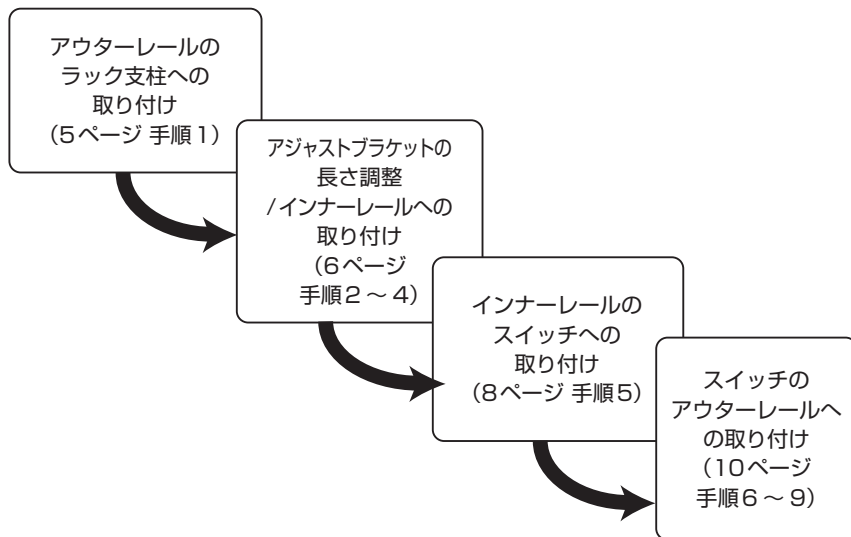 アウターレールの
ラック支柱への
取り付け
（5ページ 手順1）
アジャストブラケットの
長さ調整
/インナーレールへの
取り付け
（6ページ
手順2～4）
インナーレールの
スイッチへの
取り付け
（8ページ 手順5）
スイッチの
アウターレールへ
の取り付け
（10ページ
手順6～9）